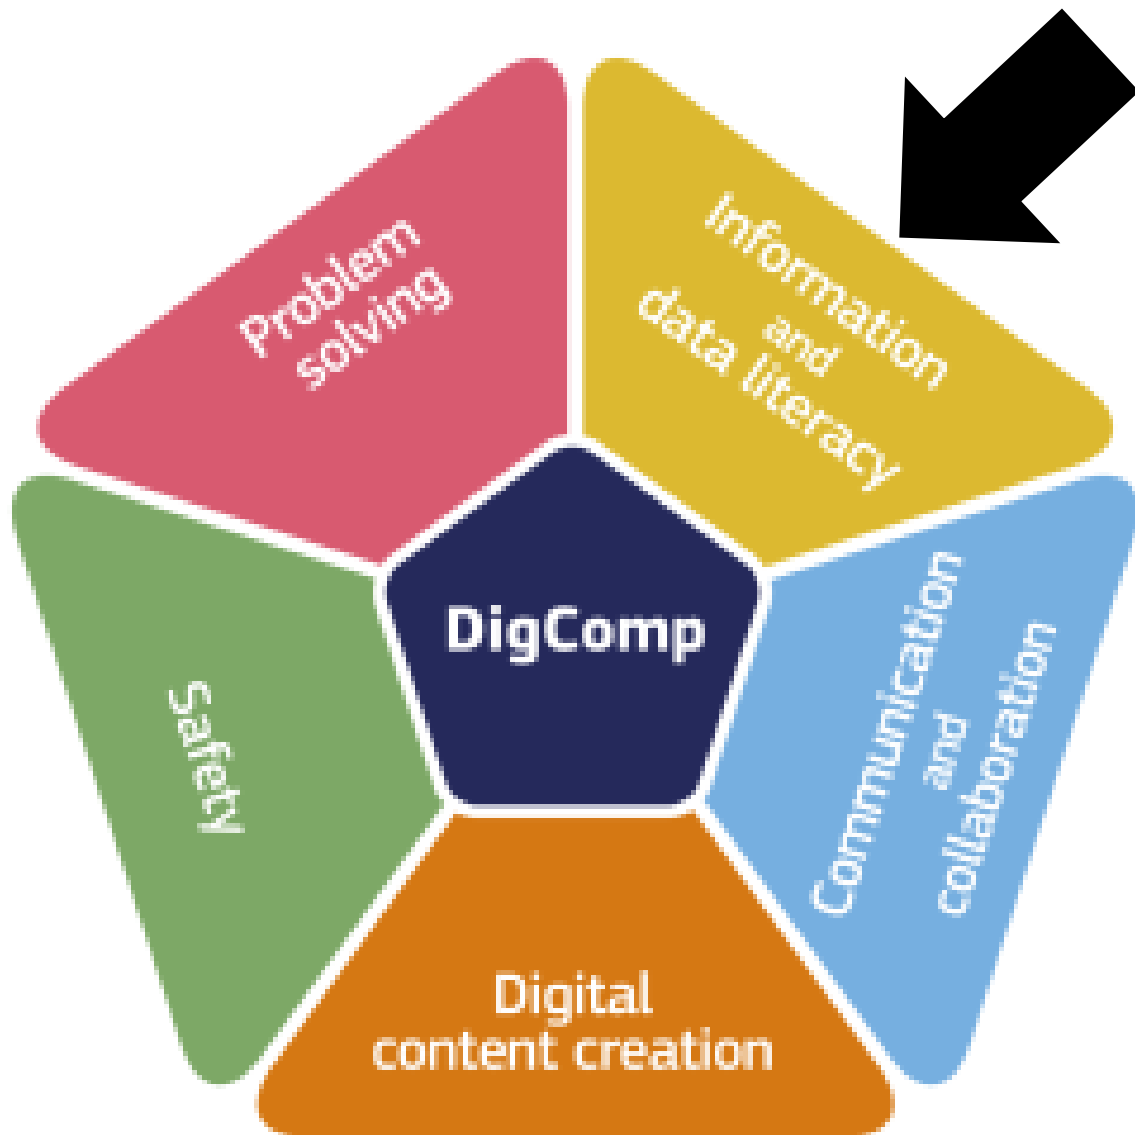 Problem
solving
Information
and
data literacy
DigComp
Communication
and
collaboration
Safety
Digital
content creation